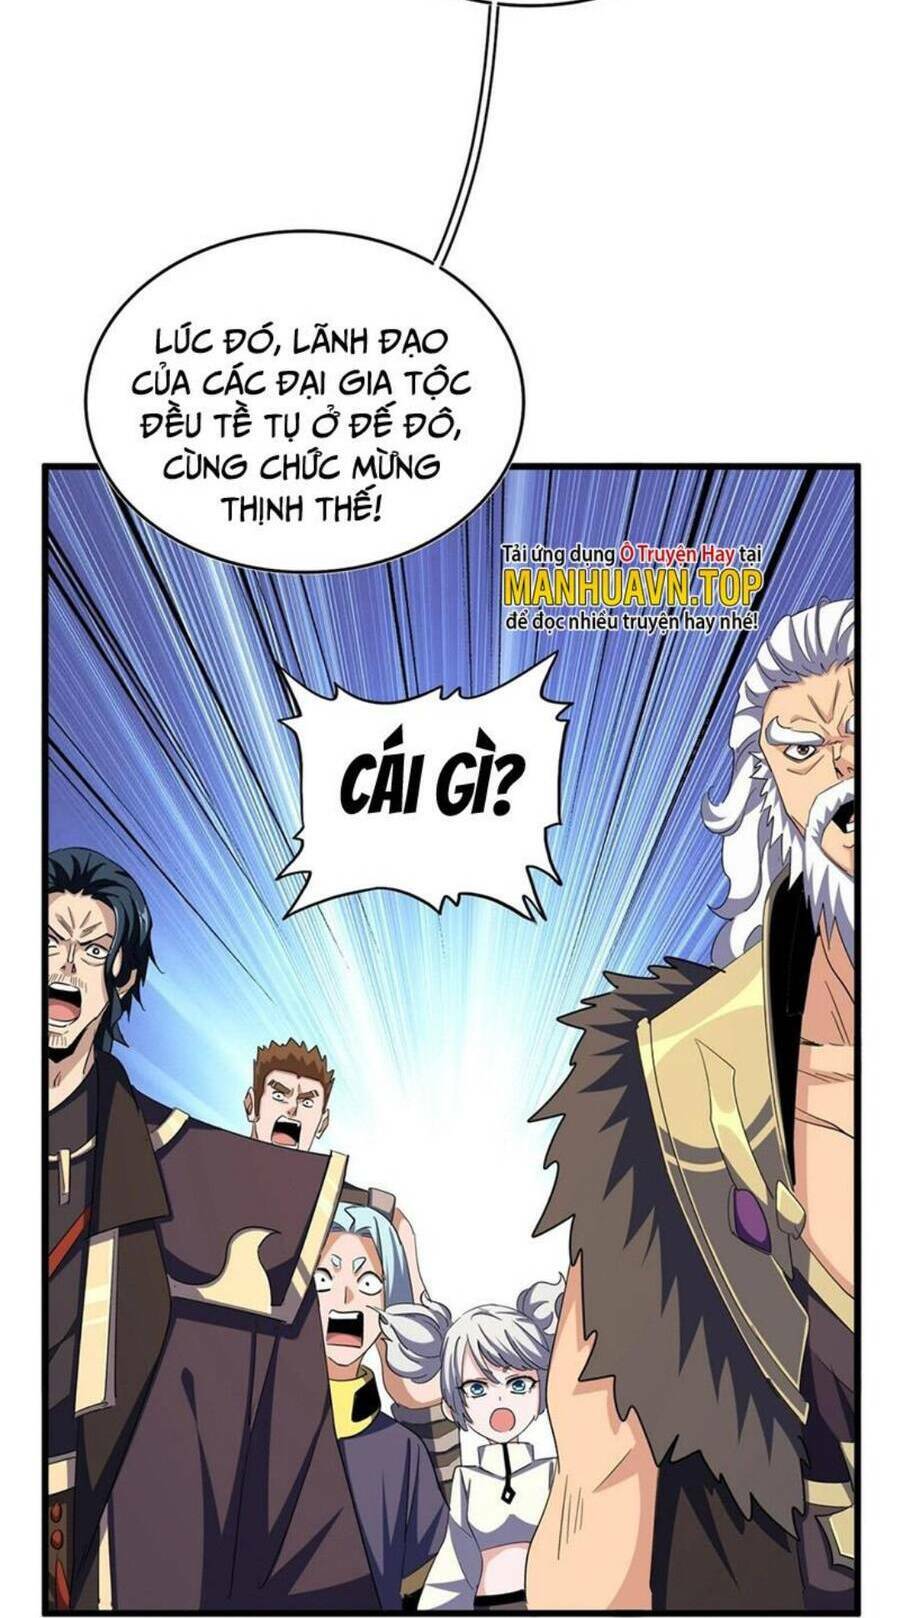 LÚC ĐÓ, LÃNH ĐẠO
CỦA CÁC ĐẠI GIA TỘC
ĐỀU TỀ TỤ Ở ĐẾ ĐÔ,
CÙNG CHỨC MỪNG
THỊNH THẾ!
Tải ứng dụng Ô Truyện Hay tại
MANHUAVN.TOP
để đọc nhiều truyện hay nhé!
CÁI GÌ?